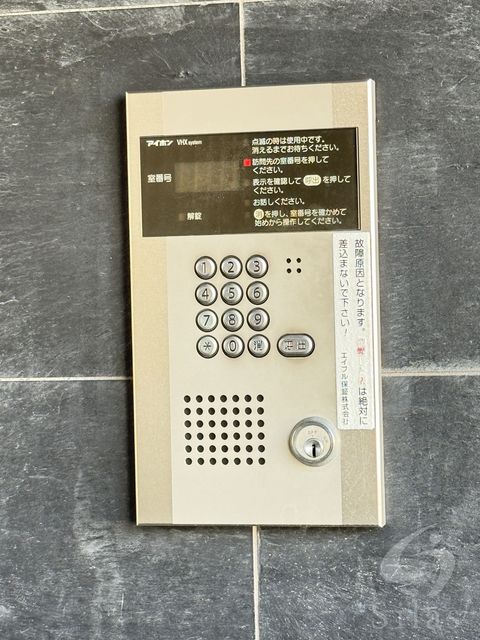 アイホン VHX system
点滅の時は使用中です。
消えるまでお待ちください。
室番号
訪問先の室番号を押して
ください。
表示を確認して 呼出 を押して
ください。
お話しください。
解錠
消 を押し、室番号を確かめて
始めから操作してください。
1 2 3
4 5 6
7 8 9
* 0 消 呼出
故障原因となります。 は絶対に
差込まないで下さい!
エイブル保証株式会社
OFF
Silas